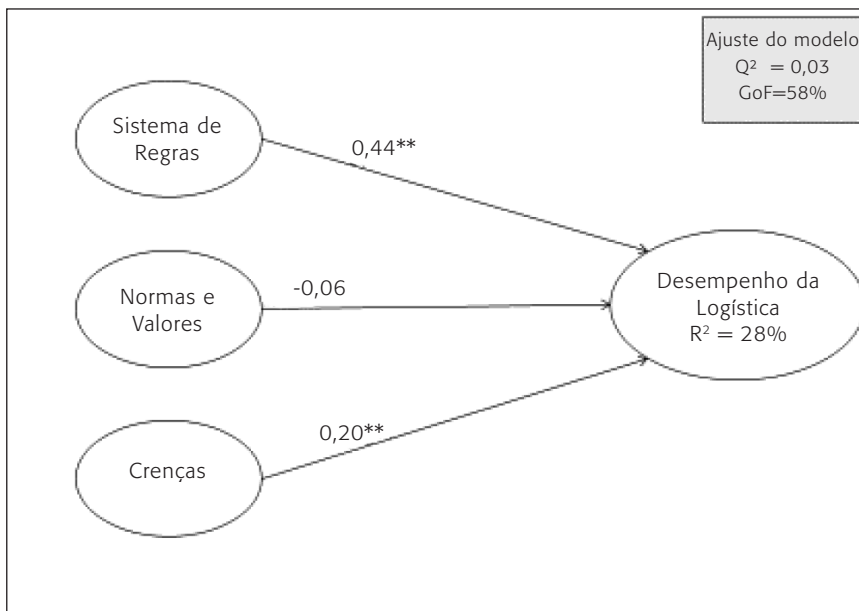 Ajuste do modelo
Q² = 0,03
GoF=58%
Sistema de
Regras
0,44**
Normas e
Valores
-0,06
Desempenho da
Logística
R² = 28%
Crenças
0,20**